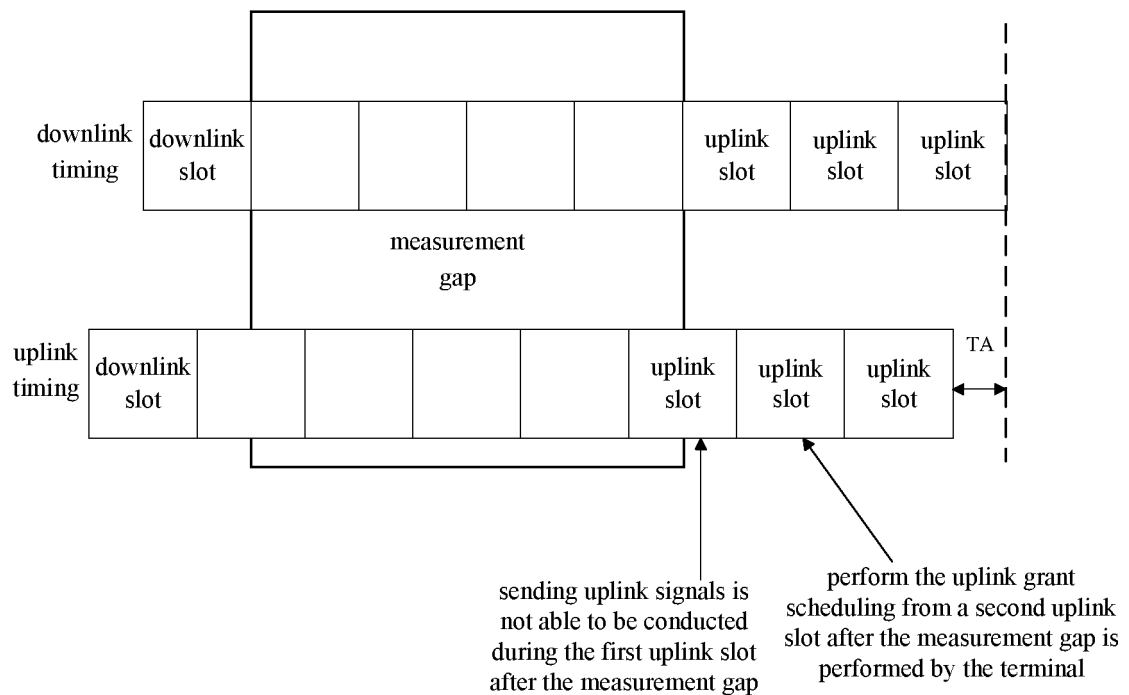 downlink
timing
downlink
slot
uplink
slot
uplink
slot
uplink
slot
measurement
gap
uplink
timing
downlink
slot
uplink
slot
uplink
slot
uplink
slot
TA
sending uplink signals is
not able to be conducted
during the first uplink slot
after the measurement gap
perform the uplink grant
scheduling from a second uplink
slot after the measurement gap is
performed by the terminal